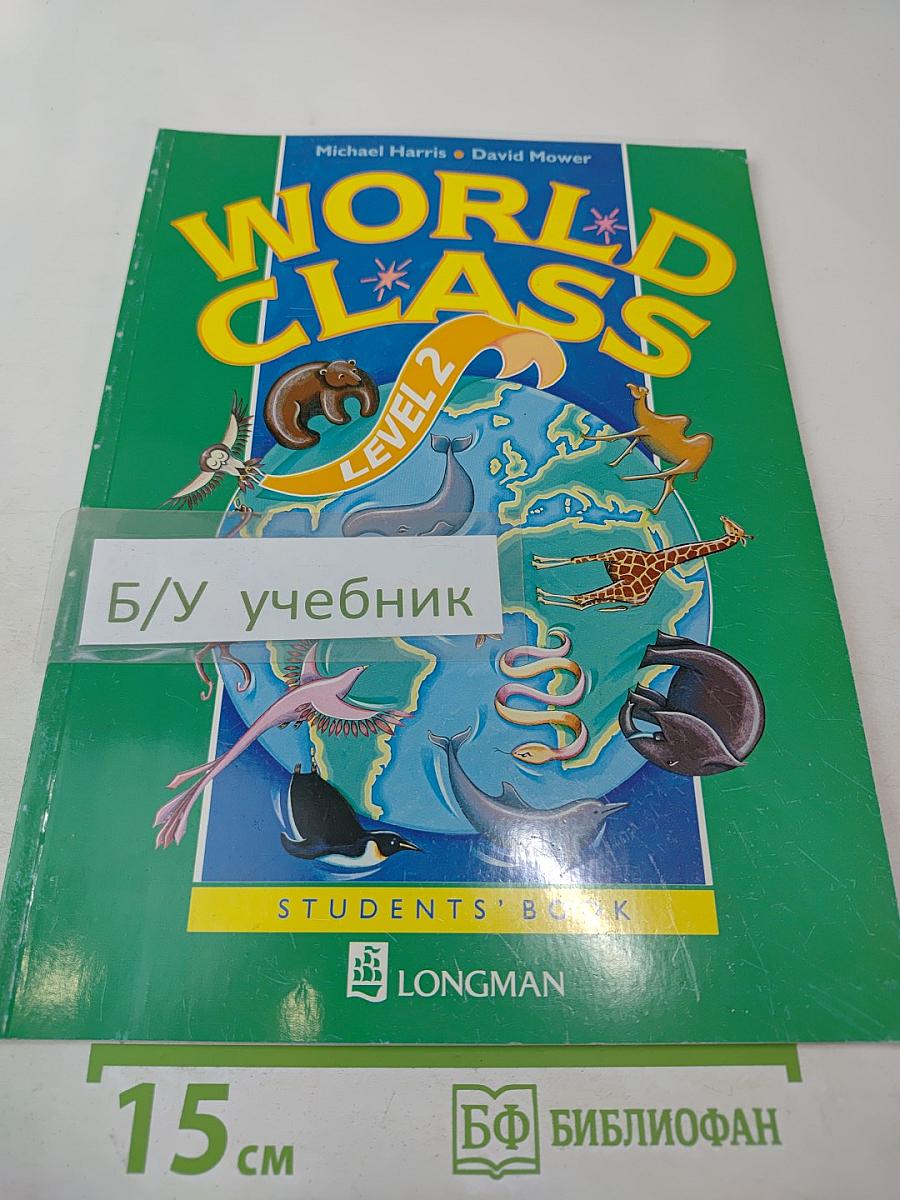 Michael Harris • David Mower
WORLD
CLASS
LEVEL 2
Б/У учебник
STUDENTS' BOOK
LONGMAN
15 см
БФ БИБЛИОФАН